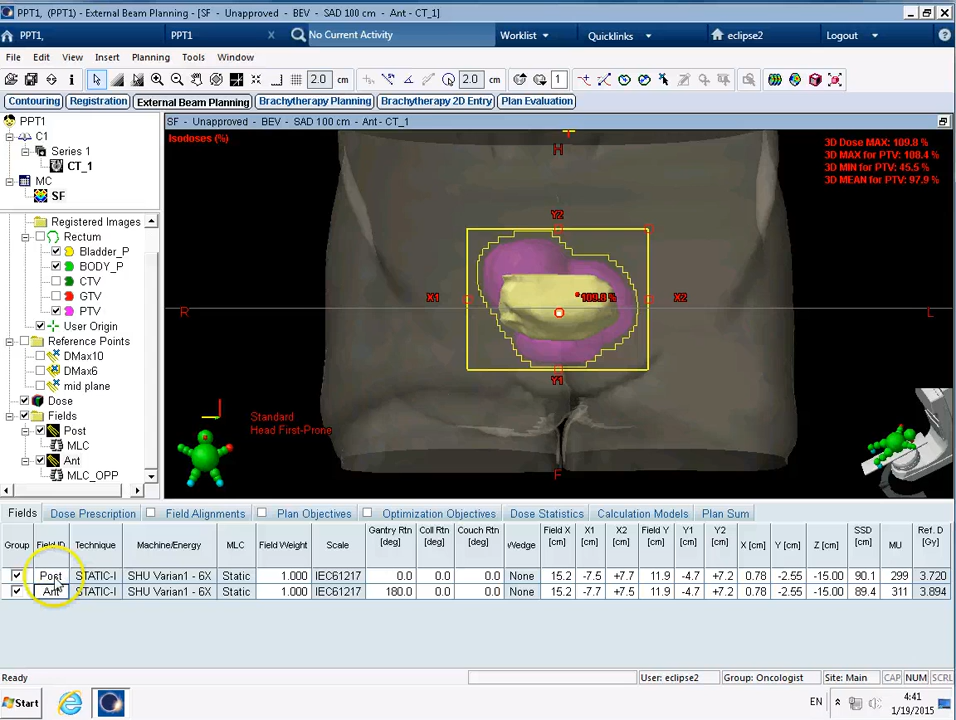 PPT1, (PPT1) - External Beam Planning - [SF - Unapproved - BEV - SAD 100 cm - Ant - CT_1]
PPT1,
PPT1
x
No Current Activity
Worklist
Quicklinks
eclipse2
Logout
File Edit View Insert Planning Tools Window
2.0 cm
2.0 cm
1
Contouring
Registration
External Beam Planning
Brachytherapy Planning
Brachytherapy 2D Entry
Plan Evaluation
PPT1
C1
Series 1
CT_1
MC
SF
Registered Images
Rectum
Bladder_P
BODY_P
CTV
GTV
PTV
User Origin
Reference Points
DMax10
DMax6
mid plane
Dose
Fields
Post
MLC
Ant
MLC_OPP
SF - Unapproved - BEV - SAD 100 cm - Ant - CT_1
Isodoses (%)
H
3D Dose MAX: 109.8 %
3D MAX for PTV: 108.4 %
3D MIN for PTV: 45.5 %
3D MEAN for PTV: 97.9 %
Y2
X1
109.8 %
X2
R
L
Y1
Standard
Head First-Prone
F
Fields
Dose Prescription
Field Alignments
Plan Objectives
Optimization Objectives
Dose Statistics
Calculation Models
Plan Sum
Group Field ID Technique Machine/Energy MLC Field Weight Scale Gantry Rtn [deg] Coll Rtn [deg] Couch Rtn [deg] Wedge Field X [cm] X1 [cm] X2 [cm] Field Y [cm] Y1 [cm] Y2 [cm] X [cm] Y [cm] Z [cm] SSD [cm] MU Ref. D [Gy]
Post STATIC-I SHU Varian1 - 6X Static 1.000 IEC61217 0.0 0.0 0.0 None 15.2 -7.5 +7.7 11.9 -4.7 +7.2 0.78 -2.55 -15.00 90.1 299 3.720
Ant STATIC-I SHU Varian1 - 6X Static 1.000 IEC61217 180.0 0.0 0.0 None 15.2 -7.7 +7.5 11.9 -4.7 +7.2 0.78 -2.55 -15.00 89.4 311 3.894
Ready
User: eclipse2
Group: Oncologist
Site: Main
CAP
NUM
SCRL
Start
EN
4:41
1/19/2015